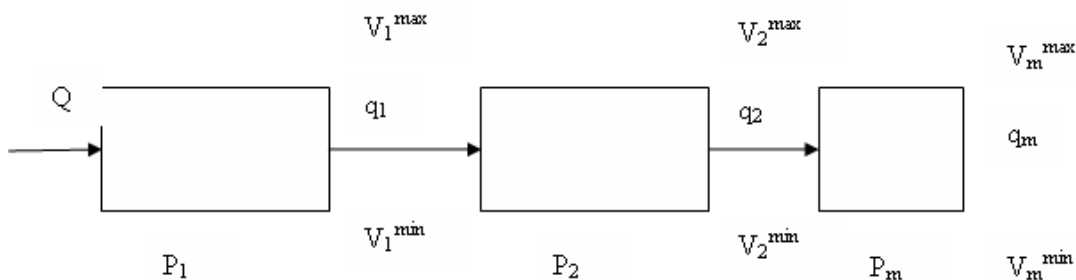 V₁ᵐᵃˣ V₂ᵐᵃˣ Vₘᵐᵃˣ
Q q₁ q₂ qₘ
V₁ᵐⁱⁿ V₂ᵐⁱⁿ Vₘᵐⁱⁿ
P₁ P₂ Pₘ